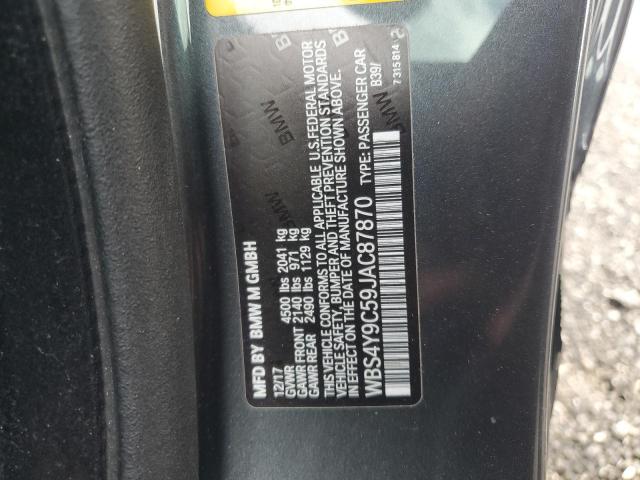 MFD BY BMW M GMBH
12/17
GVWR 4500 lbs 2041 kg
GAWR FRONT 2140 lbs 971 kg
GAWR REAR 2490 lbs 1129 kg
THIS VEHICLE CONFORMS TO ALL APPLICABLE U.S.FEDERAL MOTOR
VEHICLE SAFETY, BUMPER AND THEFT PREVENTION STANDARDS
IN EFFECT ON THE DATE OF MANUFACTURE SHOWN ABOVE.
WBS4Y9C59JAC87870 TYPE: PASSENGER CAR
B39/
7 315 814
BMW
BMW